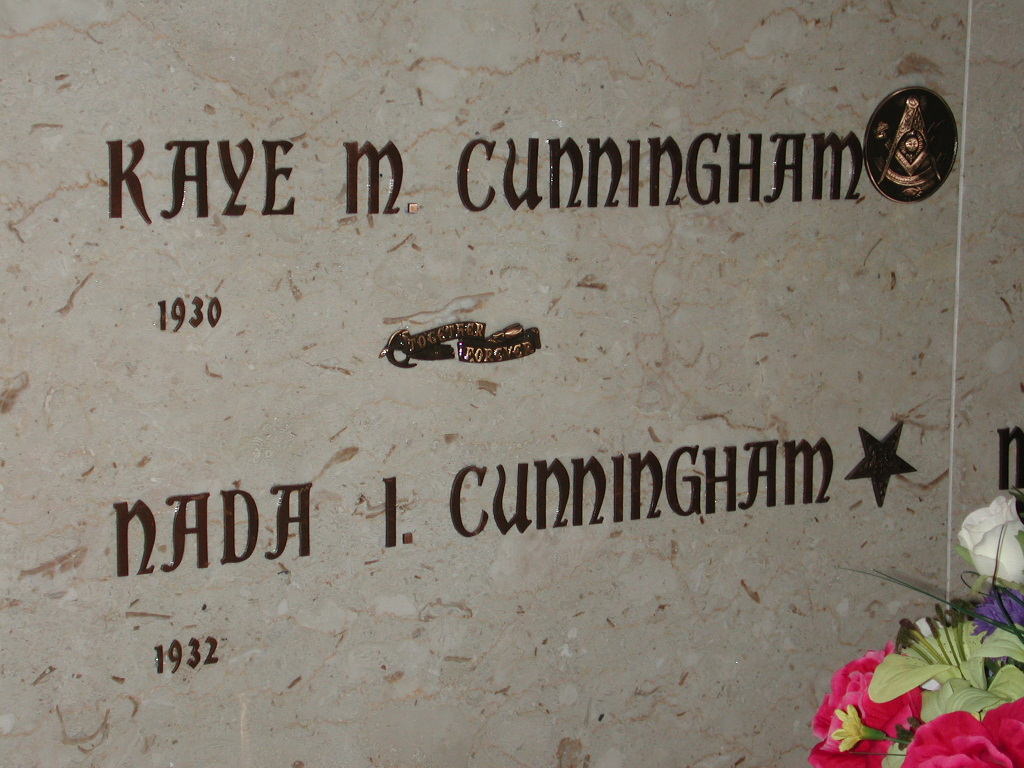 KAYE M. CUNNINGHAM
1930
TOGETHER
FOREVER
NADA I. CUNNINGHAM
1932